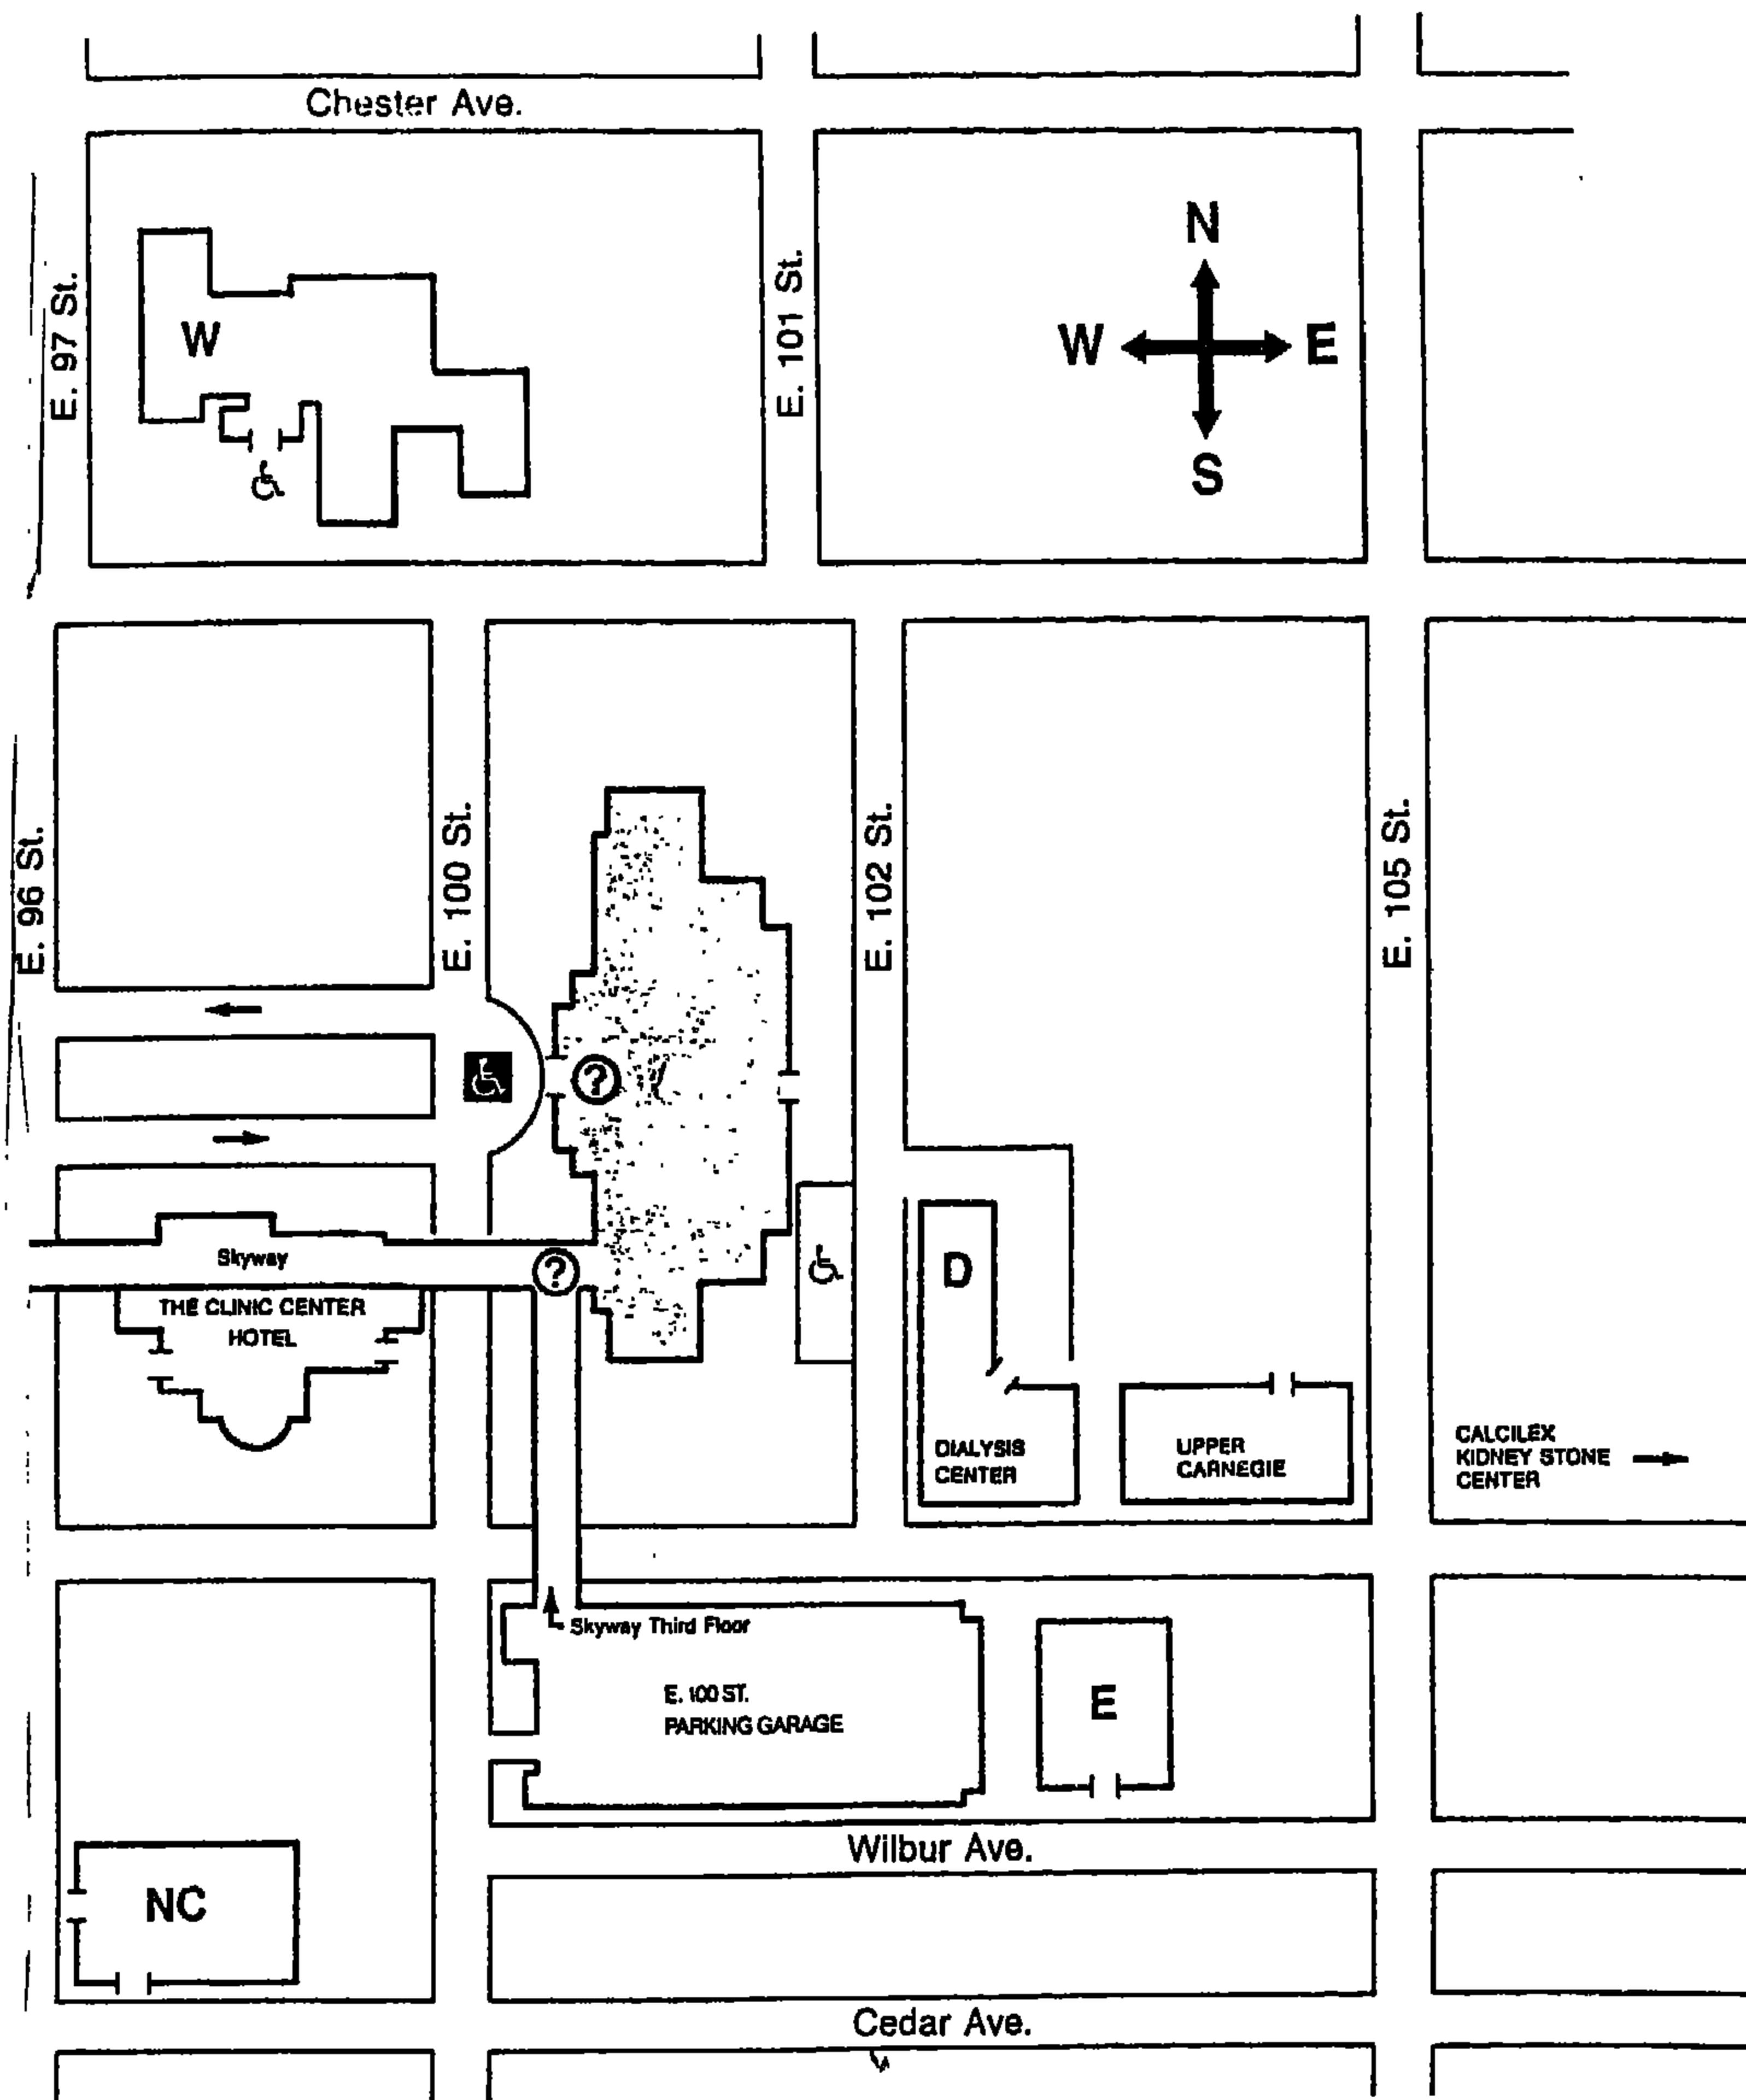 Chester Ave.
E. 97 St.
W
E. 101 St.
N
W E
S
E. 96 St.
E. 100 St.
E. 102 St.
E. 105 St.
?
Skyway
?
THE CLINIC CENTER
HOTEL
D
DIALYSIS
CENTER
UPPER
CARNEGIE
CALCILEX
KIDNEY STONE
CENTER
Skyway Third Floor
E. 100 ST.
PARKING GARAGE
E
Wilbur Ave.
NC
Cedar Ave.